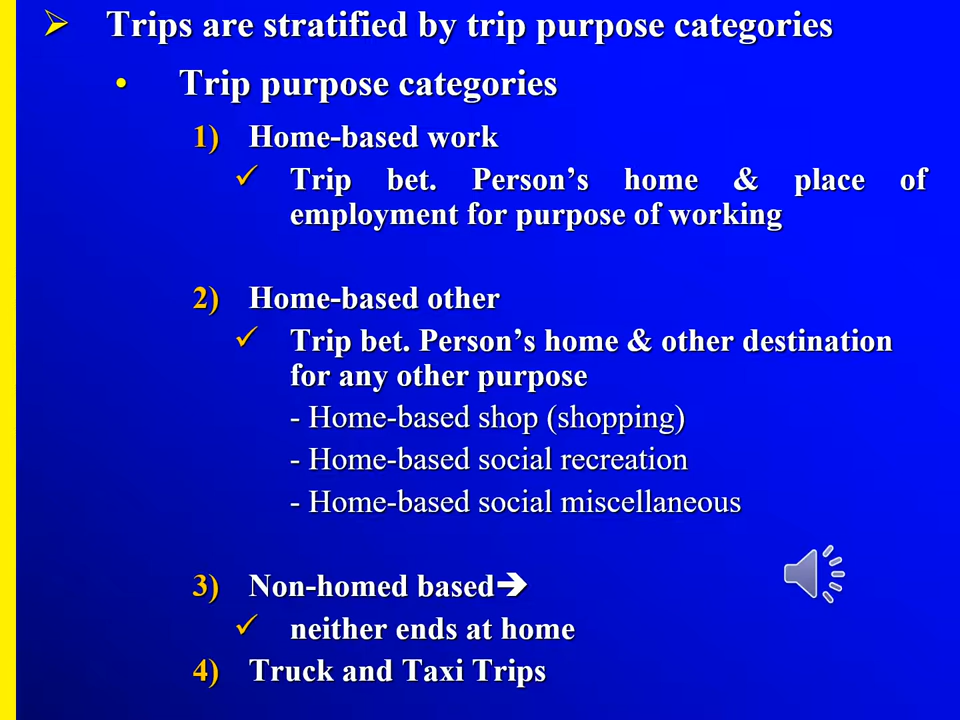 ➢ Trips are stratified by trip purpose categories
• Trip purpose categories
1) Home-based work
✓ Trip bet. Person’s home & place of
employment for purpose of working
2) Home-based other
✓ Trip bet. Person’s home & other destination
for any other purpose
- Home-based shop (shopping)
- Home-based social recreation
- Home-based social miscellaneous
3) Non-homed based➔
✓ neither ends at home
4) Truck and Taxi Trips